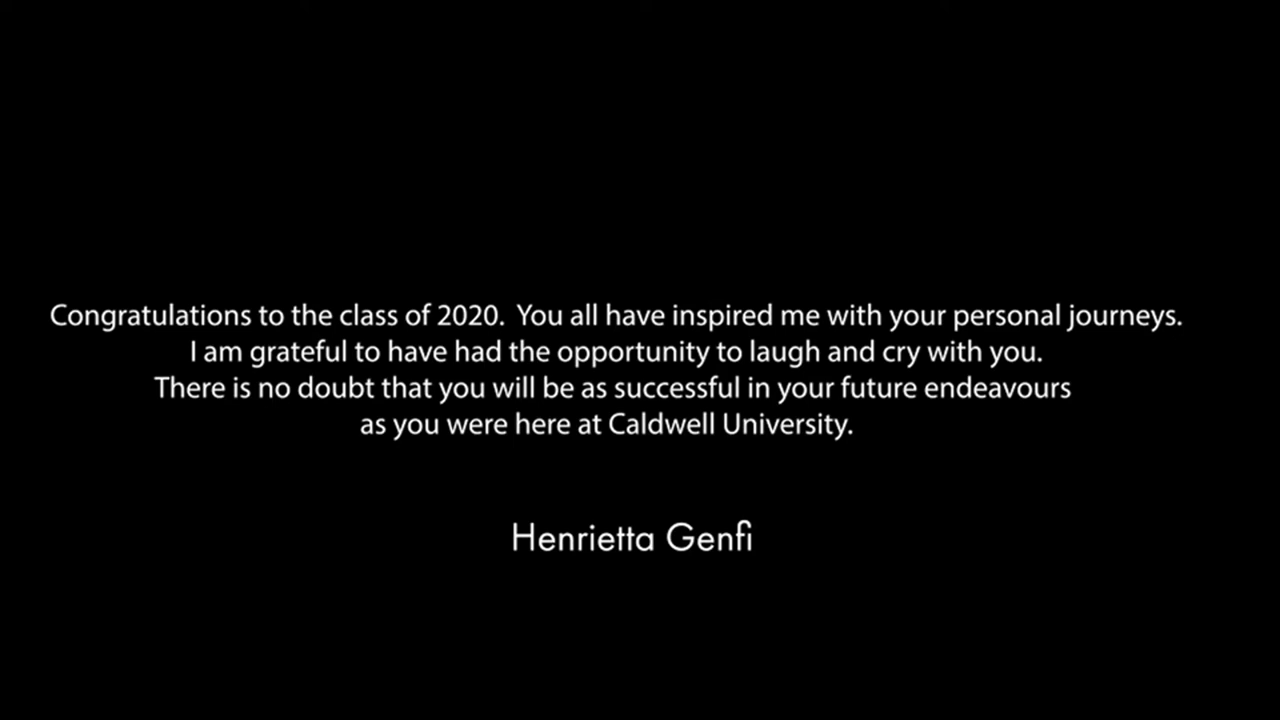 Congratulations to the class of 2020.  You all have inspired me with your personal journeys.
I am grateful to have had the opportunity to laugh and cry with you.
There is no doubt that you will be as successful in your future endeavours
as you were here at Caldwell University.
Henrietta Genfi